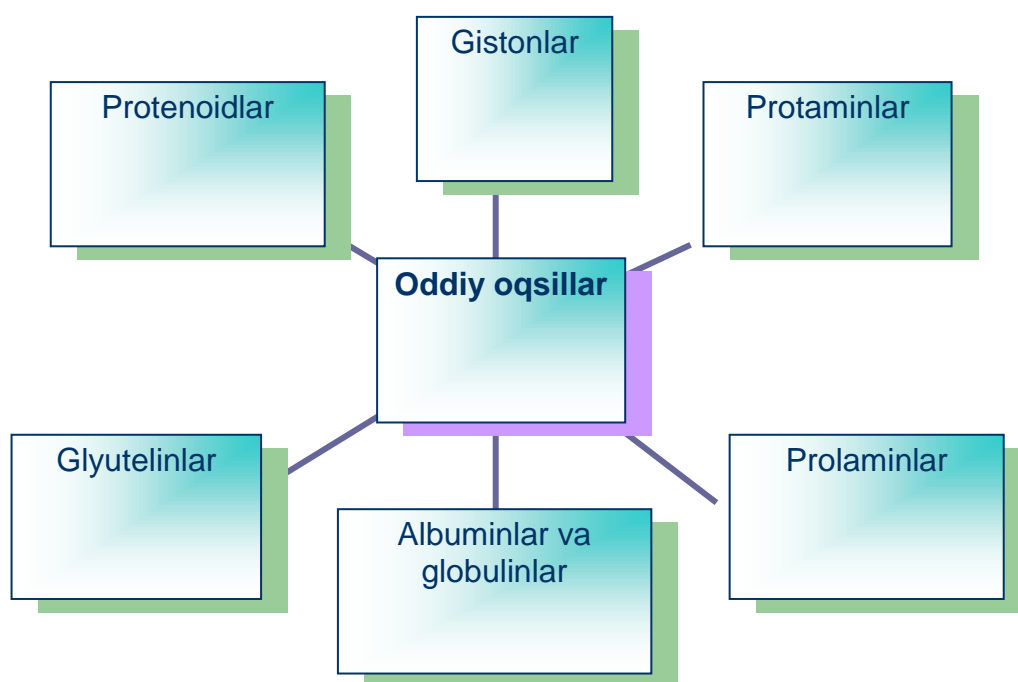 Gistonlar
Protenoidlar
Protaminlar
Oddiy oqsillar
Glyutelinlar
Prolaminlar
Albuminlar va
globulinlar